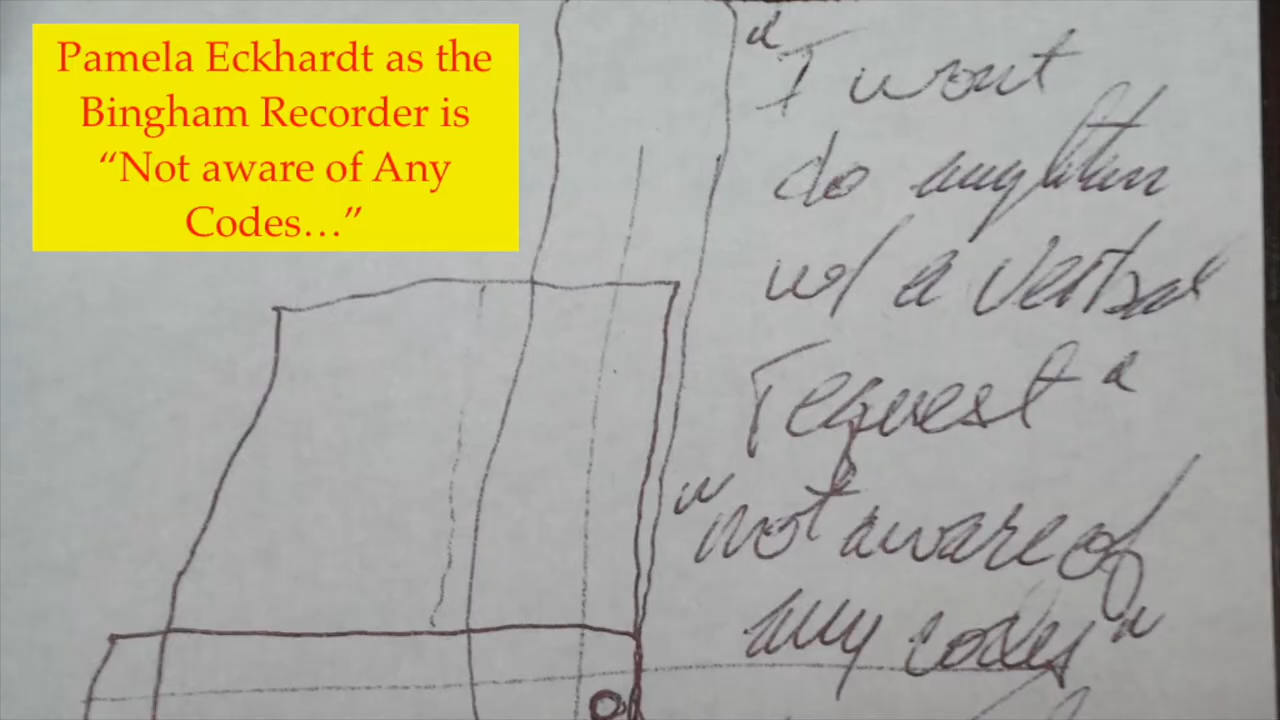 Pamela Eckhardt as the
Bingham Recorder is
“Not aware of Any
Codes…”
"I wont
do anything
w/ a verbal
request"
"not aware of
any codes"